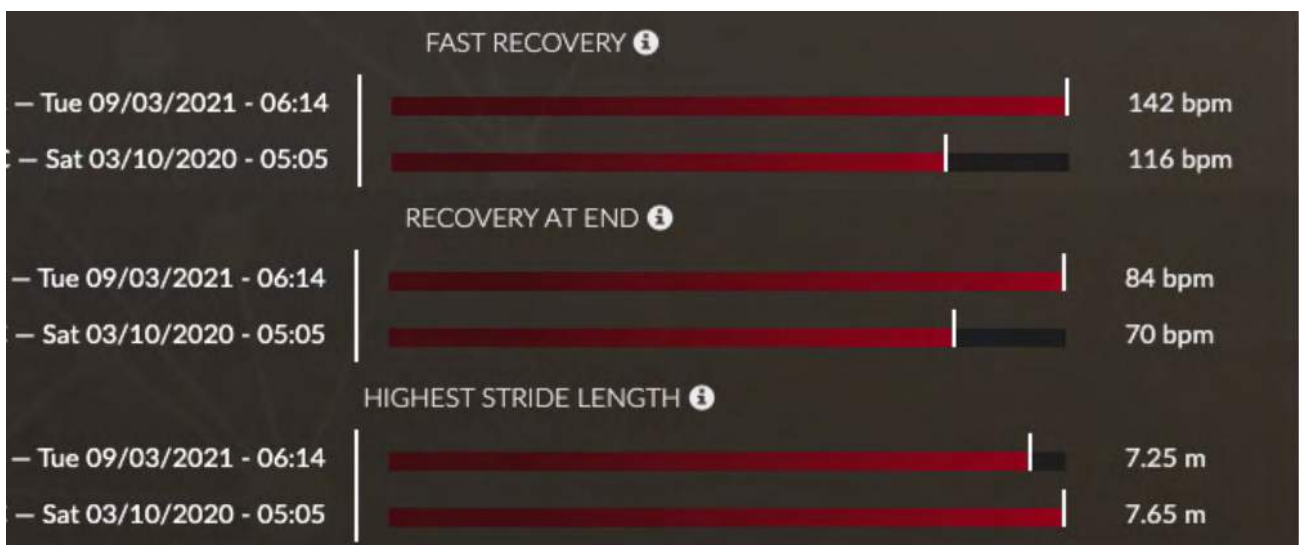 FAST RECOVERY
— Tue 09/03/2021 - 06:14 142 bpm
— Sat 03/10/2020 - 05:05 116 bpm
RECOVERY AT END
— Tue 09/03/2021 - 06:14 84 bpm
— Sat 03/10/2020 - 05:05 70 bpm
HIGHEST STRIDE LENGTH
— Tue 09/03/2021 - 06:14 7.25 m
— Sat 03/10/2020 - 05:05 7.65 m